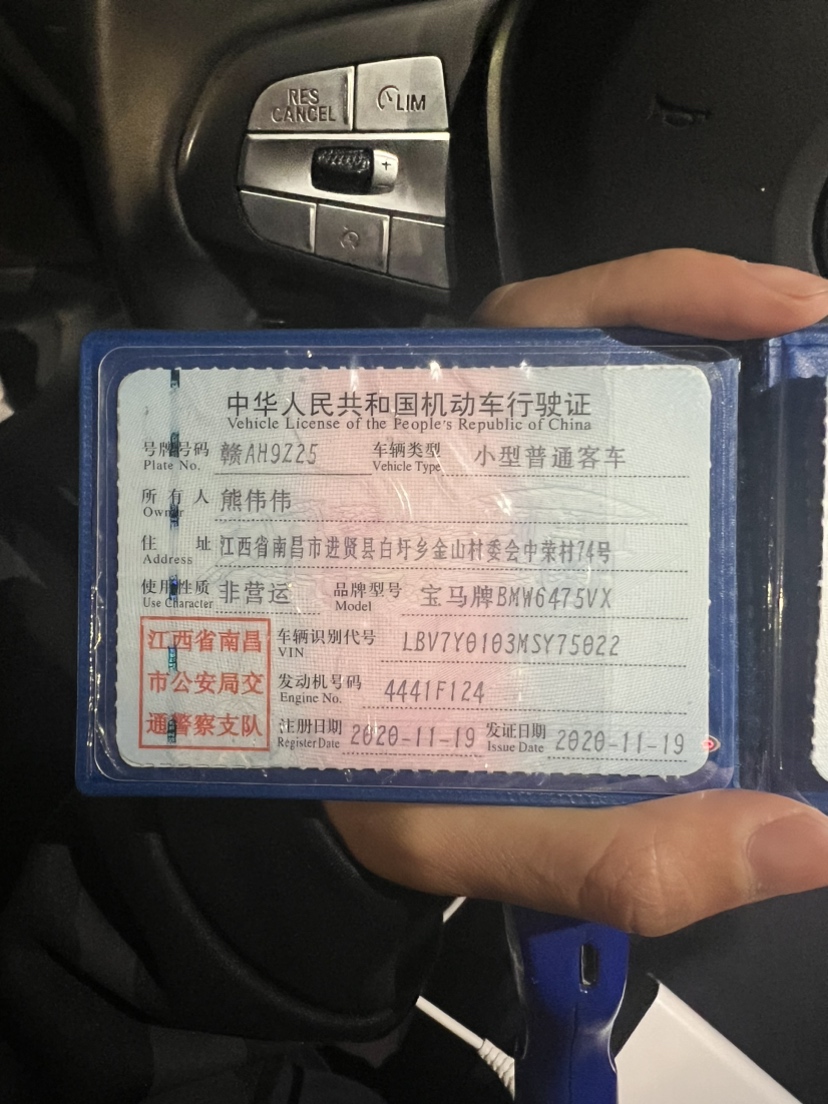 RES
CANCEL
LIM
+
中华人民共和国机动车行驶证
Vehicle License of the People's Republic of China
号牌号码 赣AH9Z25 车辆类型 小型普通客车
Plate No. Vehicle Type
所有人 熊伟伟
Owner
住址 江西省南昌市进贤县白圩乡金山村委会中荣村74号
Address
使用性质 非营运 品牌型号 宝马牌BMW6475VX
Use Character Model
江西省南昌
市公安局交
通警察支队
车辆识别代号 LBV7Y0103MSY75022
VIN
发动机号码 4441F124
Engine No.
注册日期 2020-11-19 发证日期 2020-11-19
Register Date Issue Date